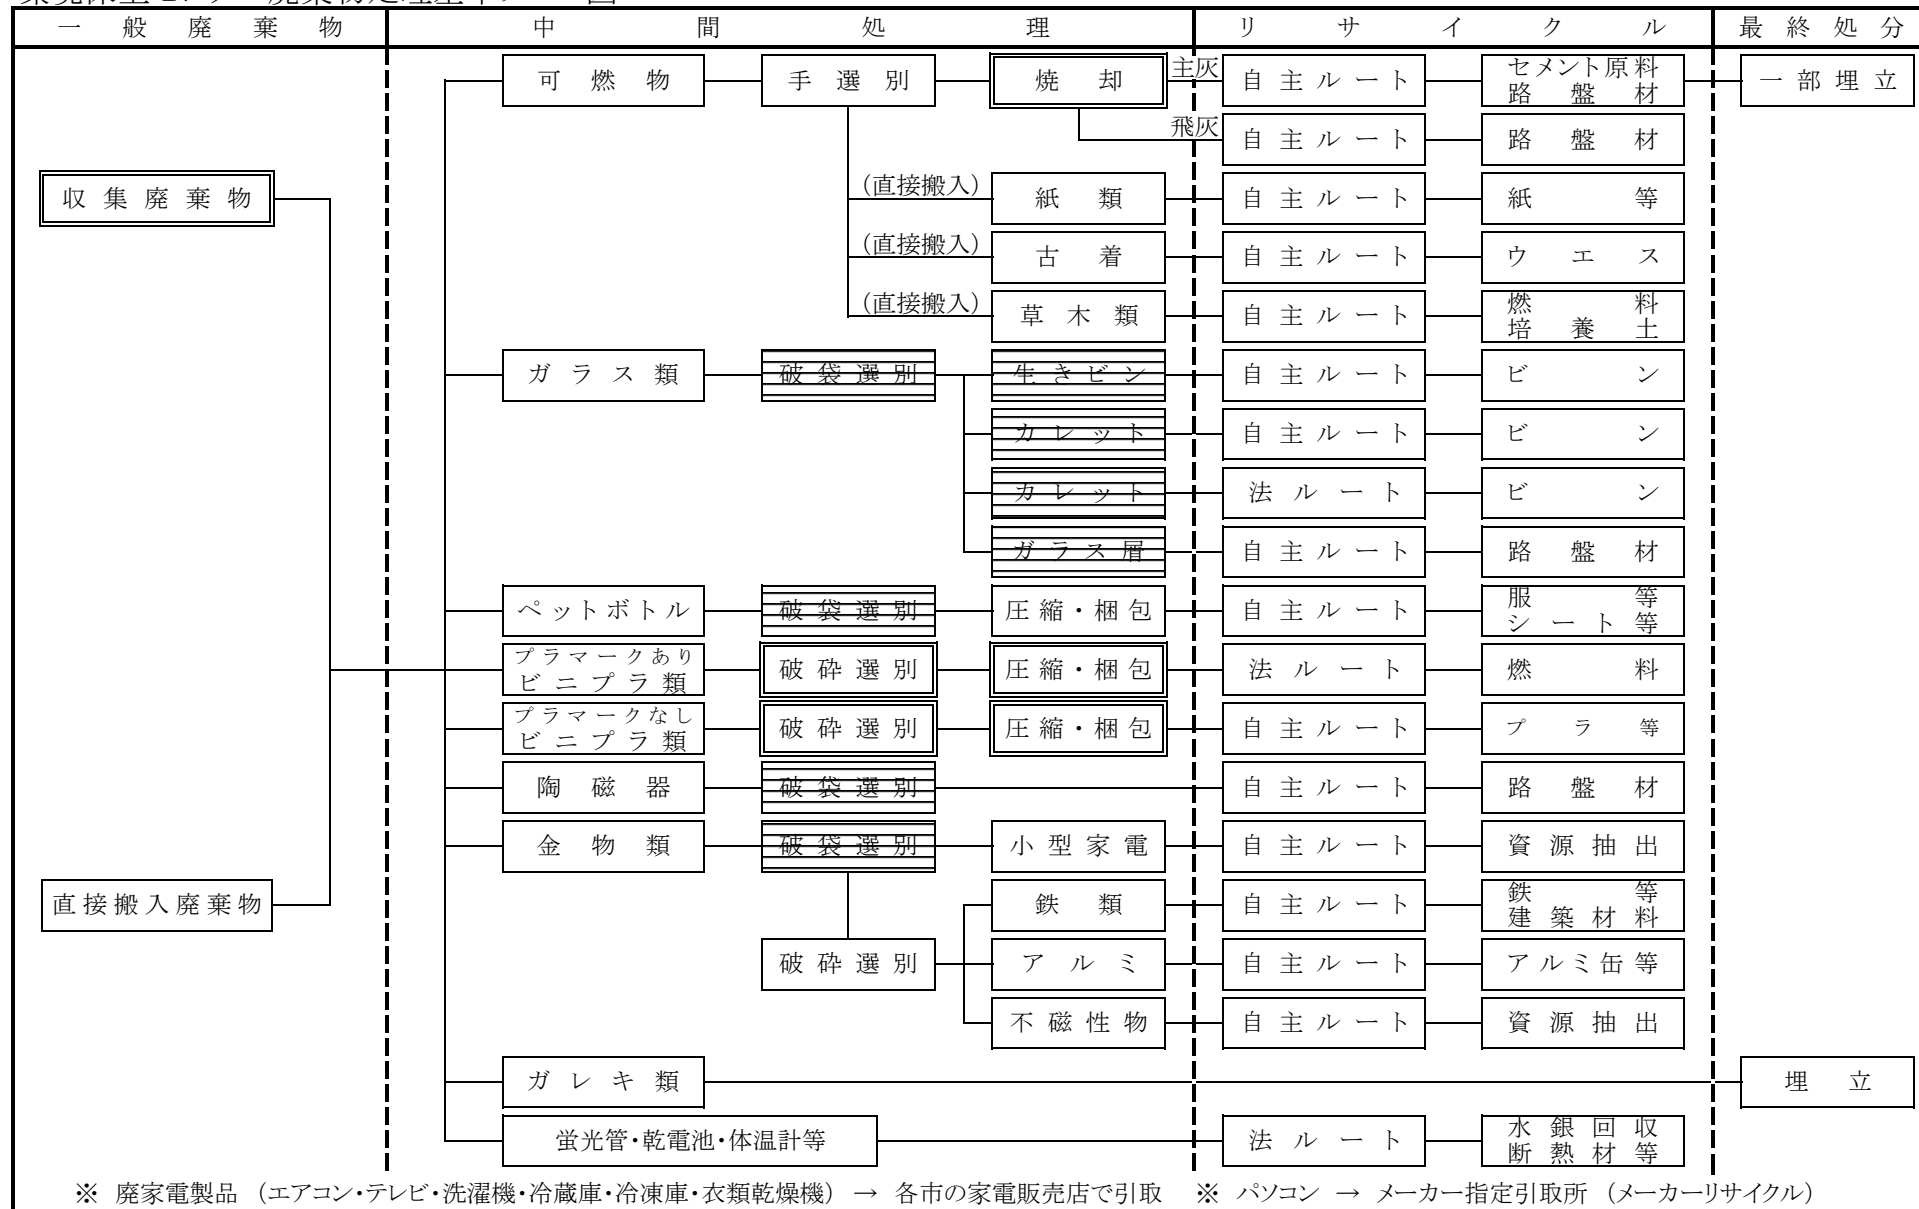 一般廃棄物 中間処理 リサイクル 最終処分
可燃物 手選別 焼却 主灰 自主ルート セメント原料 一部埋立
路盤材
飛灰 自主ルート 路盤材
収集廃棄物 (直接搬入) 紙類 自主ルート 紙等
(直接搬入) 古着 自主ルート ウエス
(直接搬入) 草木類 自主ルート 燃料
培養土
ガラス類 破袋選別 生きビン 自主ルート ビン
カレット 自主ルート ビン
カレット 法ルート ビン
ガラス層 自主ルート 路盤材
ペットボトル 破袋選別 圧縮・梱包 自主ルート 服等
シート等
プラマークあり
ビニプラ類 破砕選別 圧縮・梱包 法ルート 燃料
プラマークなし
ビニプラ類 破砕選別 圧縮・梱包 自主ルート プラ等
陶磁器 破袋選別 自主ルート 路盤材
金物類 破袋選別 小型家電 自主ルート 資源抽出
直接搬入廃棄物 鉄類 自主ルート 鉄等
建築材料
破砕選別 アルミ 自主ルート アルミ缶等
不磁性物 自主ルート 資源抽出
ガレキ類 埋立
蛍光管・乾電池・体温計等 法ルート 水銀回収
断熱材等
※ 廃家電製品 (エアコン・テレビ・洗濯機・冷蔵庫・冷凍庫・衣類乾燥機) → 各市の家電販売店で引取 ※ パソコン → メーカー指定引取所 (メーカーリサイクル)